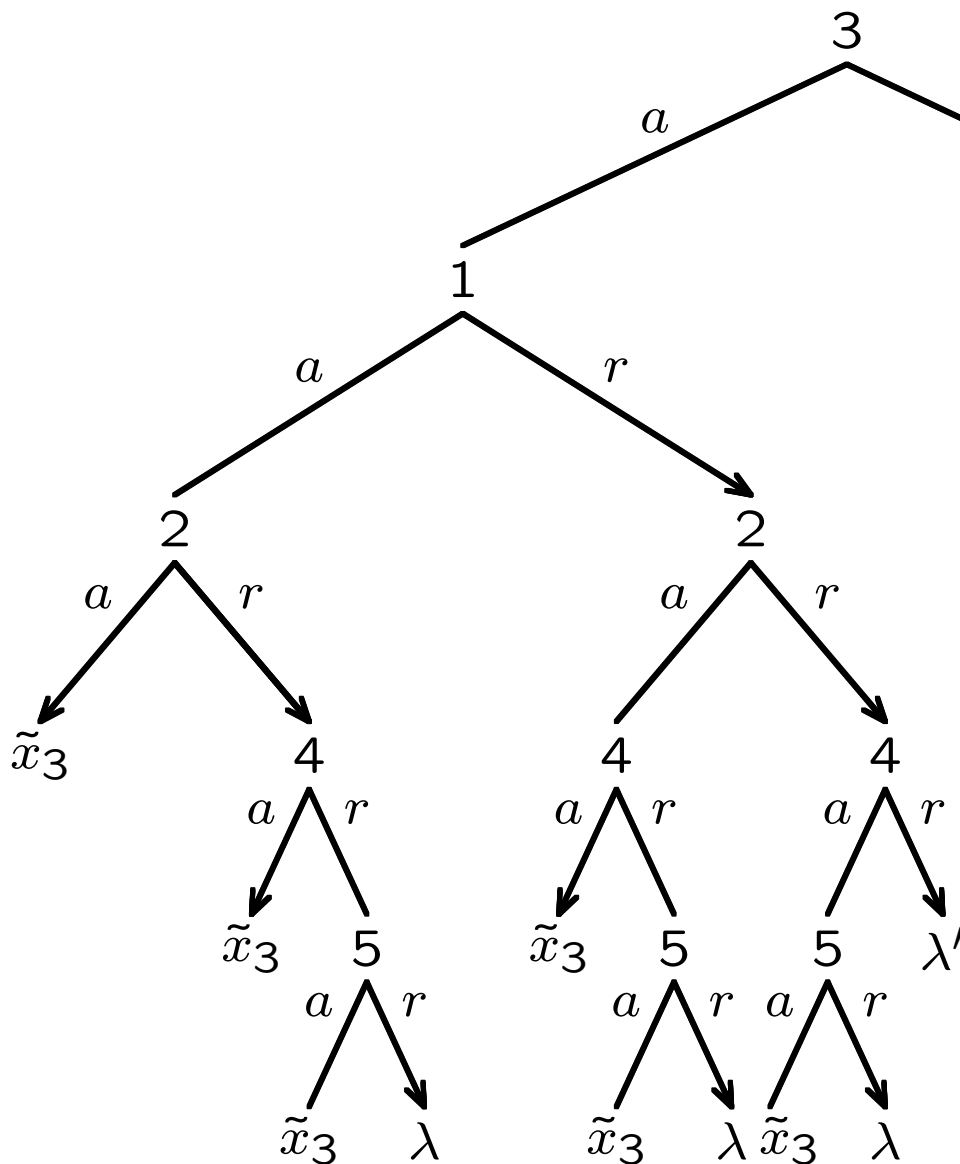 3
a
1
a r
2 2
a r a r
x̃₃ 4 4 4
a r a r a r
x̃₃ 5 x̃₃ 5 5 λ′
a r a r a r
x̃₃ λ x̃₃ λ x̃₃ λ